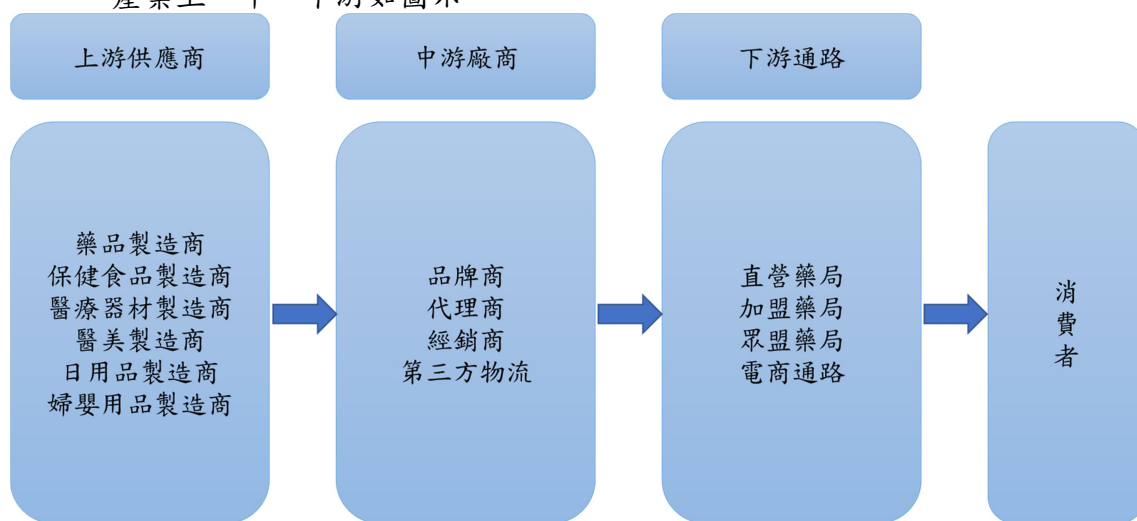 上游供應商
中游廠商
下游通路
藥品製造商
保健食品製造商
醫療器材製造商
醫美製造商
日用品製造商
婦嬰用品製造商
品牌商
代理商
經銷商
第三方物流
直營藥局
加盟藥局
眾盟藥局
電商通路
消
費
者